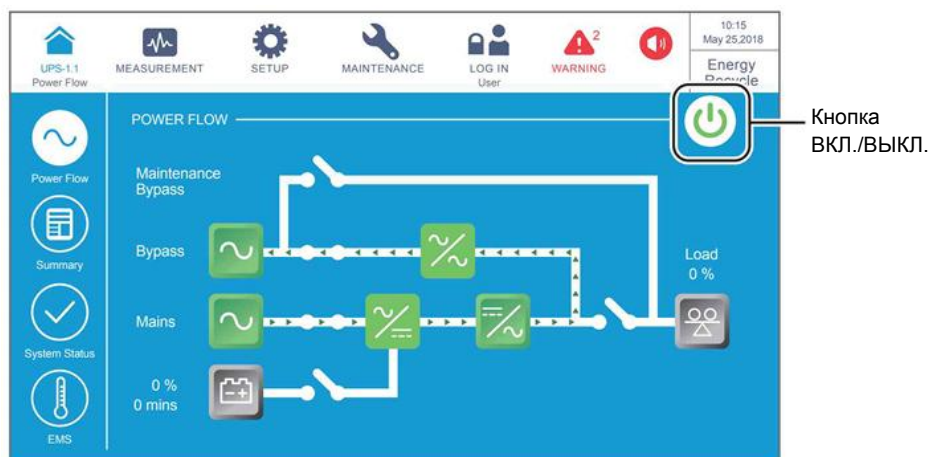 UPS-1.1
Power Flow
MEASUREMENT
SETUP
MAINTENANCE
LOG IN
User
2
WARNING
10:15
May 25,2018
Energy
Recycle
Power Flow
Summary
System Status
EMS
POWER FLOW
Maintenance
Bypass
Bypass
Mains
0 %
0 mins
Load
0 %
Кнопка
ВКЛ./ВЫКЛ.